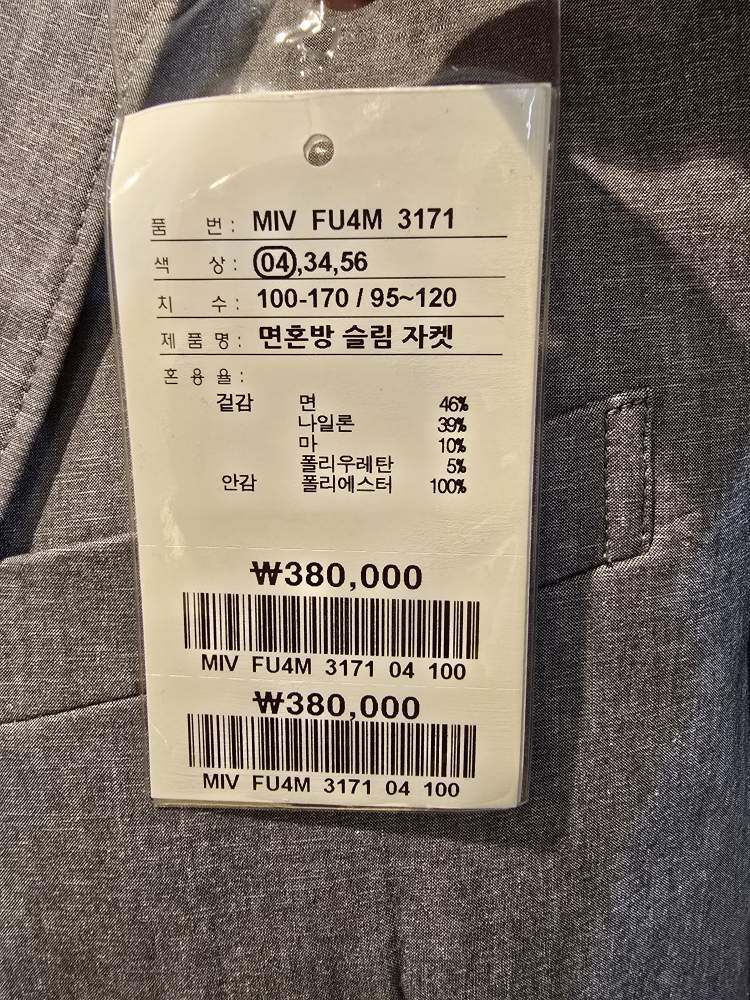 품 번 : MIV FU4M 3171
색 상 : 04,34,56
치 수 : 100-170 / 95~120
제 품 명 : 면혼방 슬림 자켓
혼 용 율 :
겉감 면 46%
나일론 39%
마 10%
폴리우레탄 5%
안감 폴리에스터 100%
₩380,000
MIV FU4M 3171 04 100
₩380,000
MIV FU4M 3171 04 100